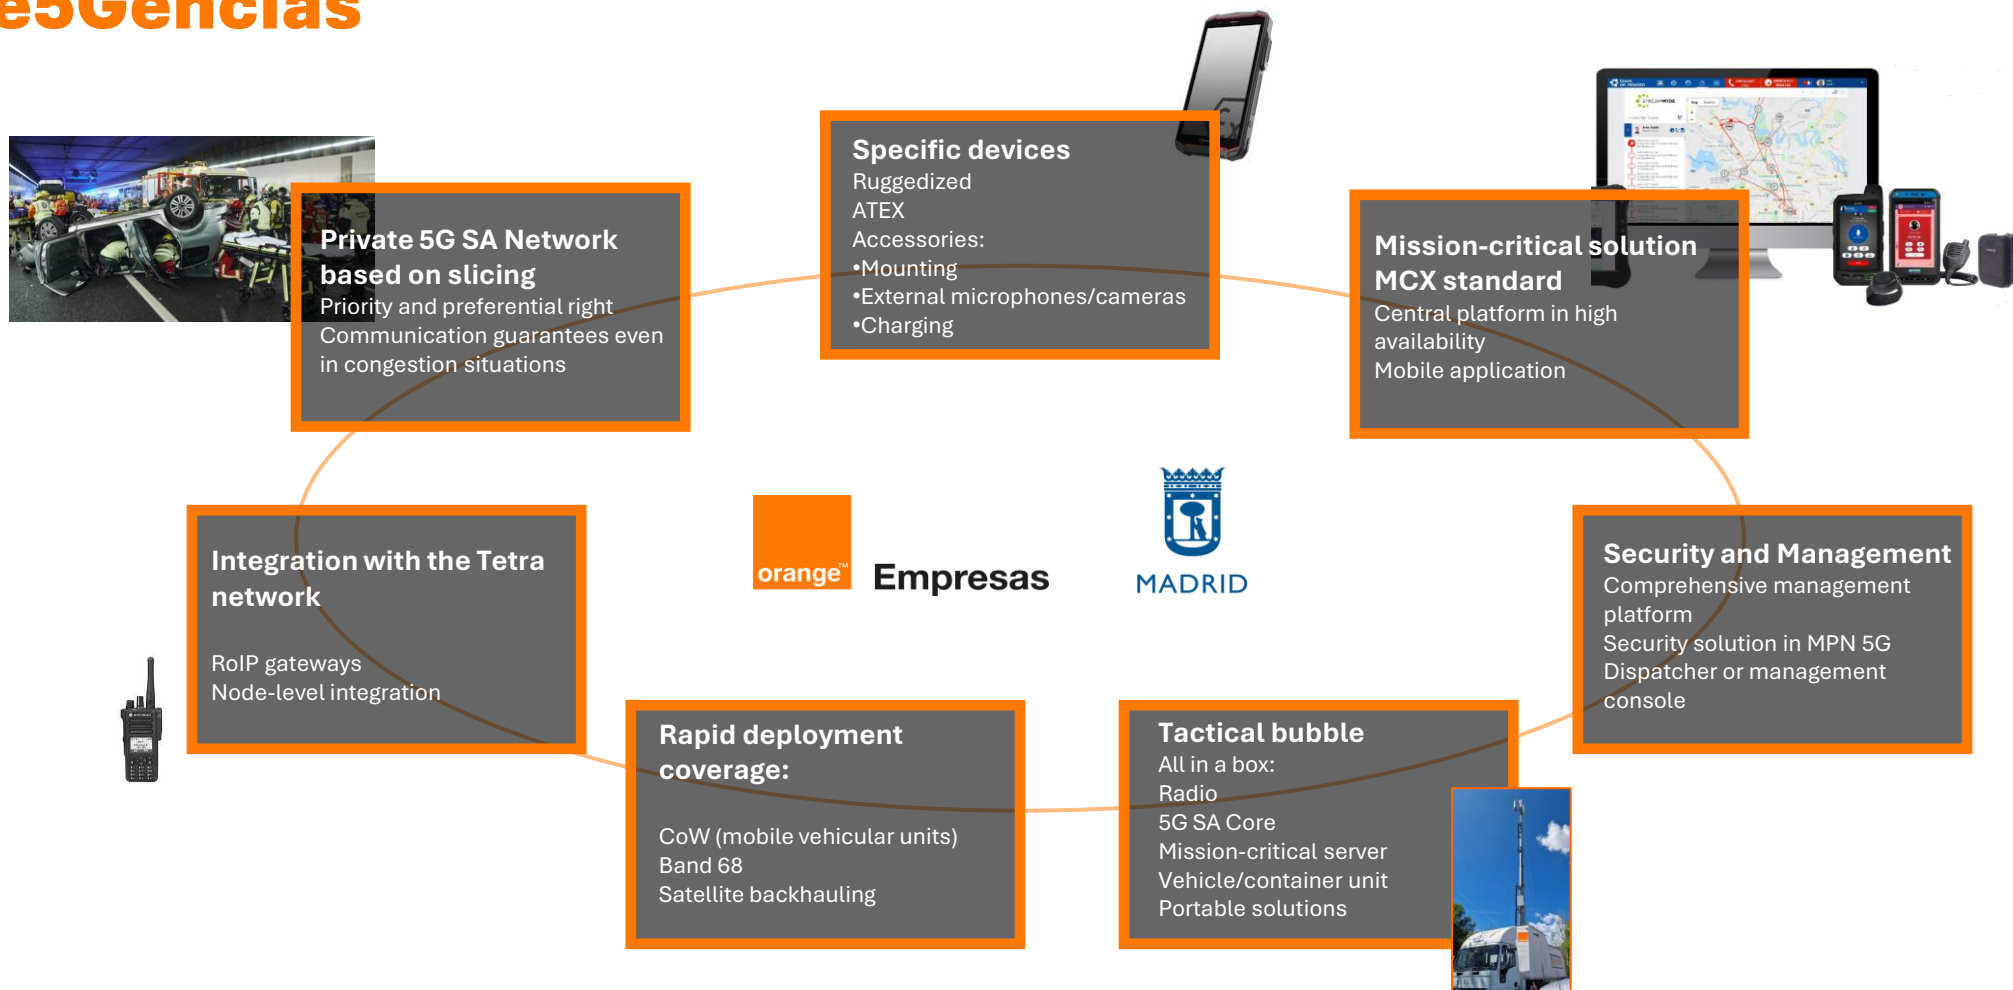 e5Gencias
Private 5G SA Network
based on slicing
Priority and preferential right
Communication guarantees even
in congestion situations
Specific devices
Ruggedized
ATEX
Accessories:
•Mounting
•External microphones/cameras
•Charging
STREAMWIDE
Mission-critical solution
MCX standard
Central platform in high
availability
Mobile application
Integration with the Tetra
network
RoIP gateways
Node-level integration
orange™
Empresas
MADRID
Security and Management
Comprehensive management
platform
Security solution in MPN 5G
Dispatcher or management
console
Rapid deployment
coverage:
CoW (mobile vehicular units)
Band 68
Satellite backhauling
Tactical bubble
All in a box:
Radio
5G SA Core
Mission-critical server
Vehicle/container unit
Portable solutions